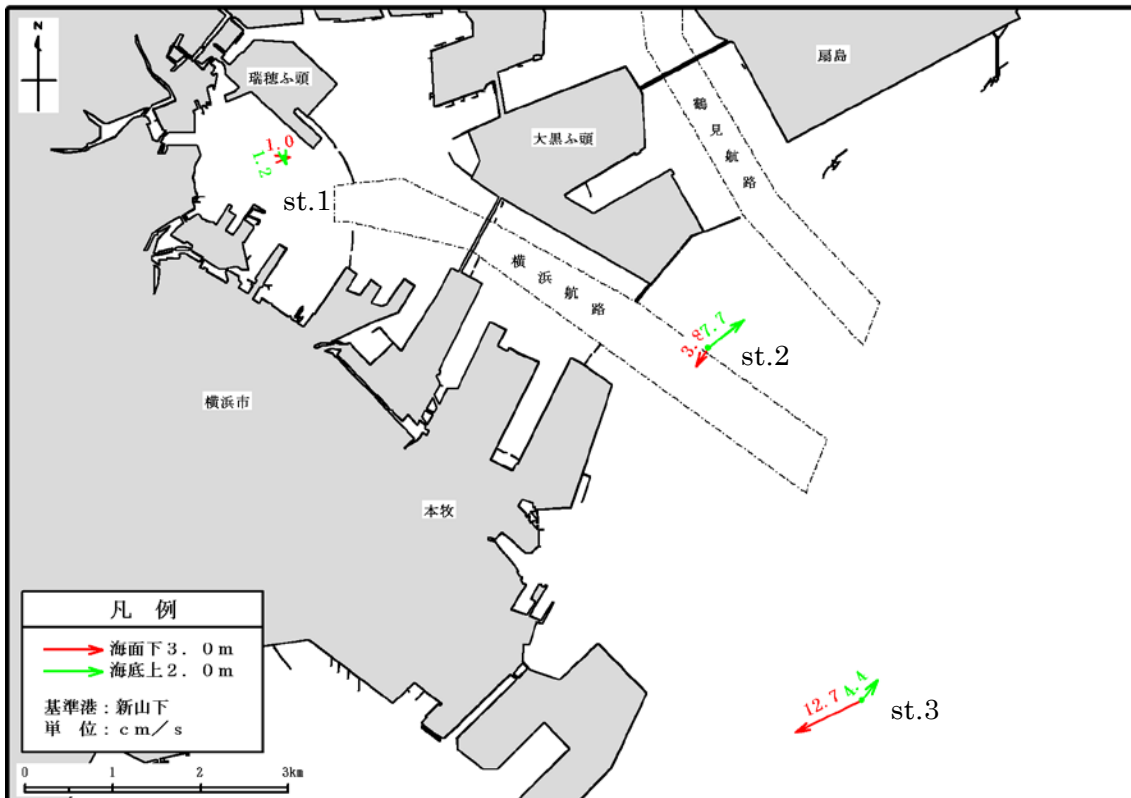 N
瑞穂ふ頭
扇島
大黒ふ頭
鶴見航路
1.0
1.2
st.1
横浜航路
3.8
7.7
st.2
横浜市
本牧
凡 例
海面下3.0m
海底上2.0m
基準港:新山下
単 位:cm/s
12.7
4.4
st.3
0 1 2 3km